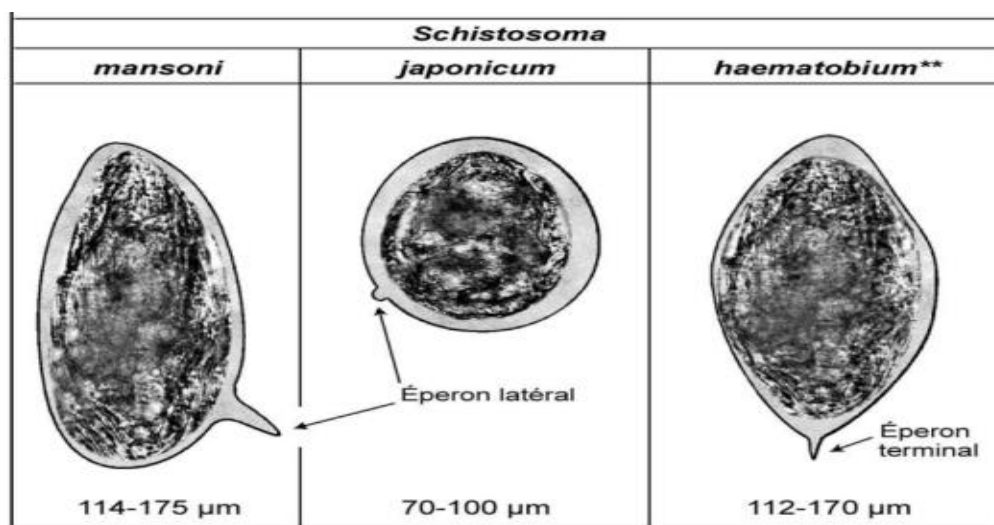 Schistosoma
mansoni
japonicum
haematobium**
Éperon latéral
Éperon
terminal
114-175 µm
70-100 µm
112-170 µm